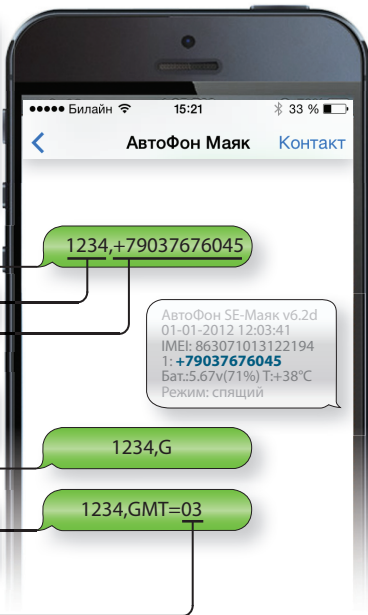 Билайн 15:21 33 %
АвтоФон Маяк Контакт
1234,+79037676045
АвтоФон SE-Маяк v6.2d
01-01-2012 12:03:41
IMEI: 863071013122194
1: +79037676045
Бат.:5.67v(71%) T:+38°C
Режим: спящий
1234,G
1234,GMT=03